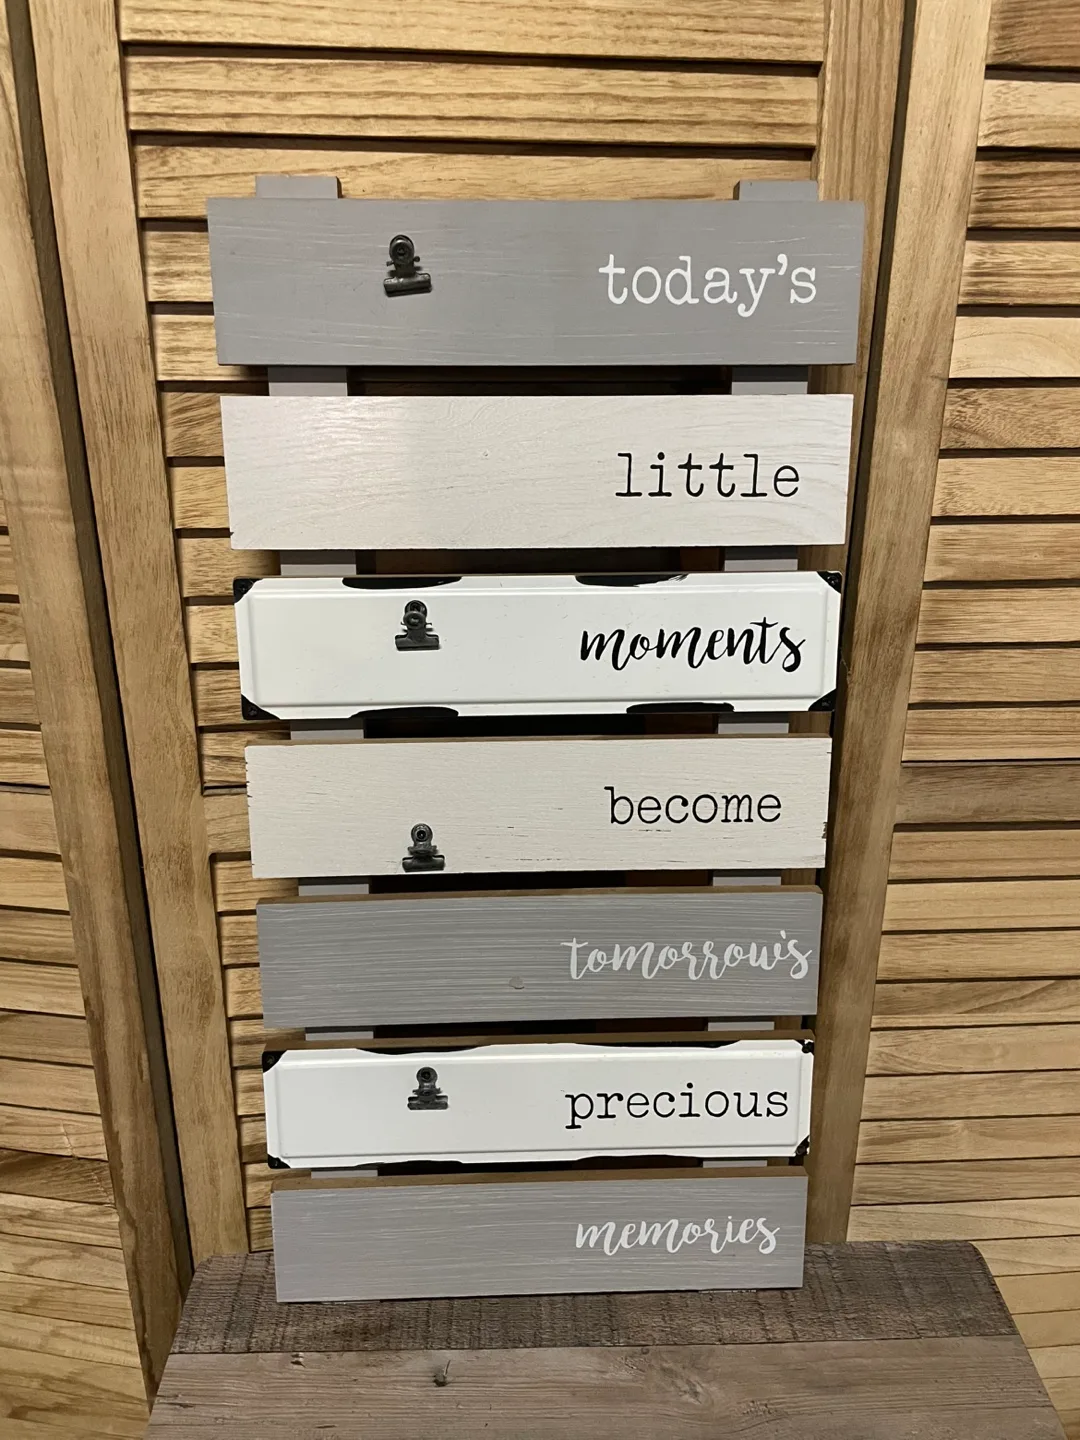 today's
little
moments
become
tomorrow's
precious
memories